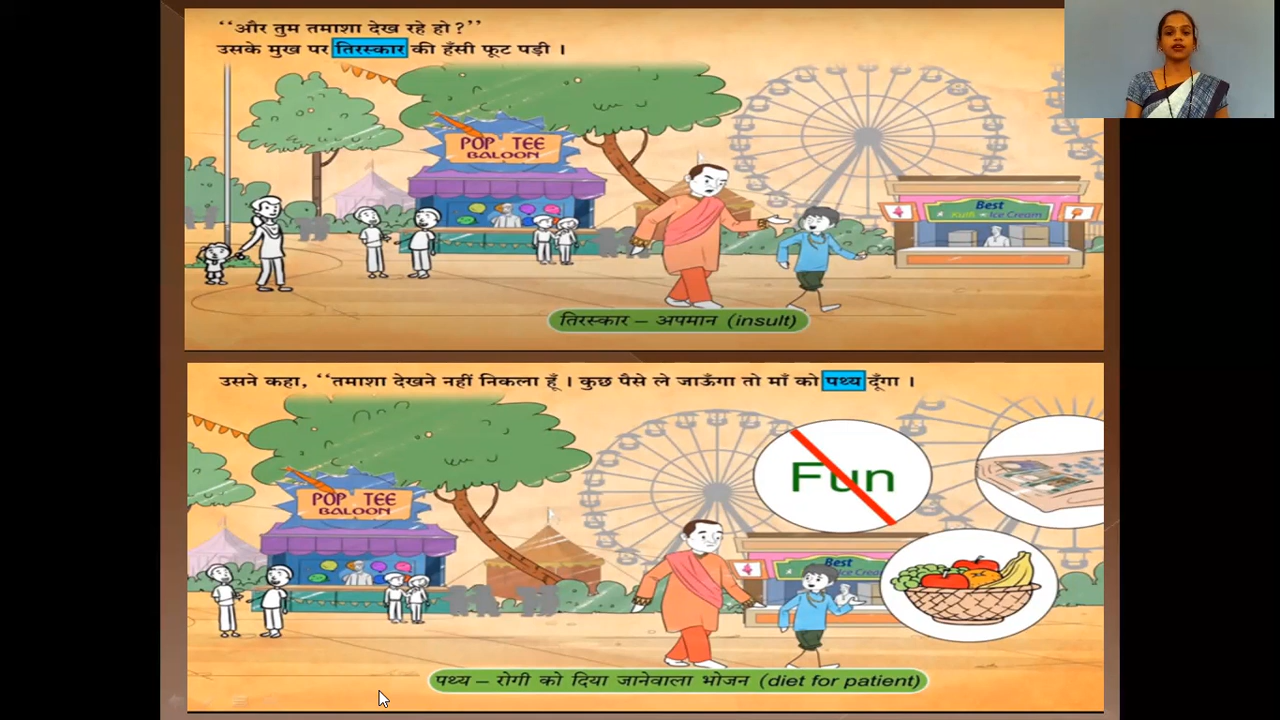 ‘‘और तुम तमाशा देख रहे हो ?’’
उसके मुख पर तिरस्कार की हँसी फूट पड़ी ।
POP TEE
BALOON
Best
Ice Cream
तिरस्कार – अपमान (insult)
उसने कहा, ‘‘तमाशा देखने नहीं निकला हूँ । कुछ पैसे ले जाऊँगा तो माँ को पथ्य दूँगा ।
Fun
POP TEE
BALOON
Best
Ice Cream
पथ्य – रोगी को दिया जानेवाला भोजन (diet for patient)